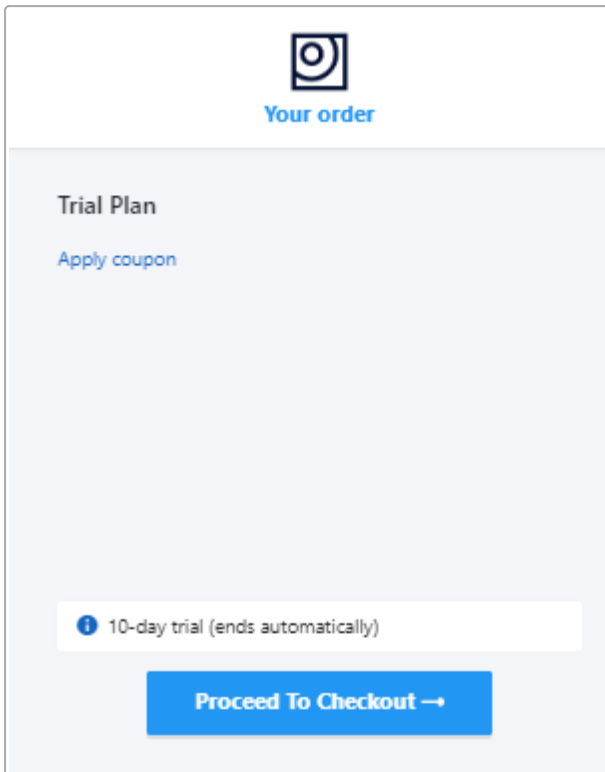 Your order
Trial Plan
Apply coupon
10-day trial (ends automatically)
Proceed To Checkout →